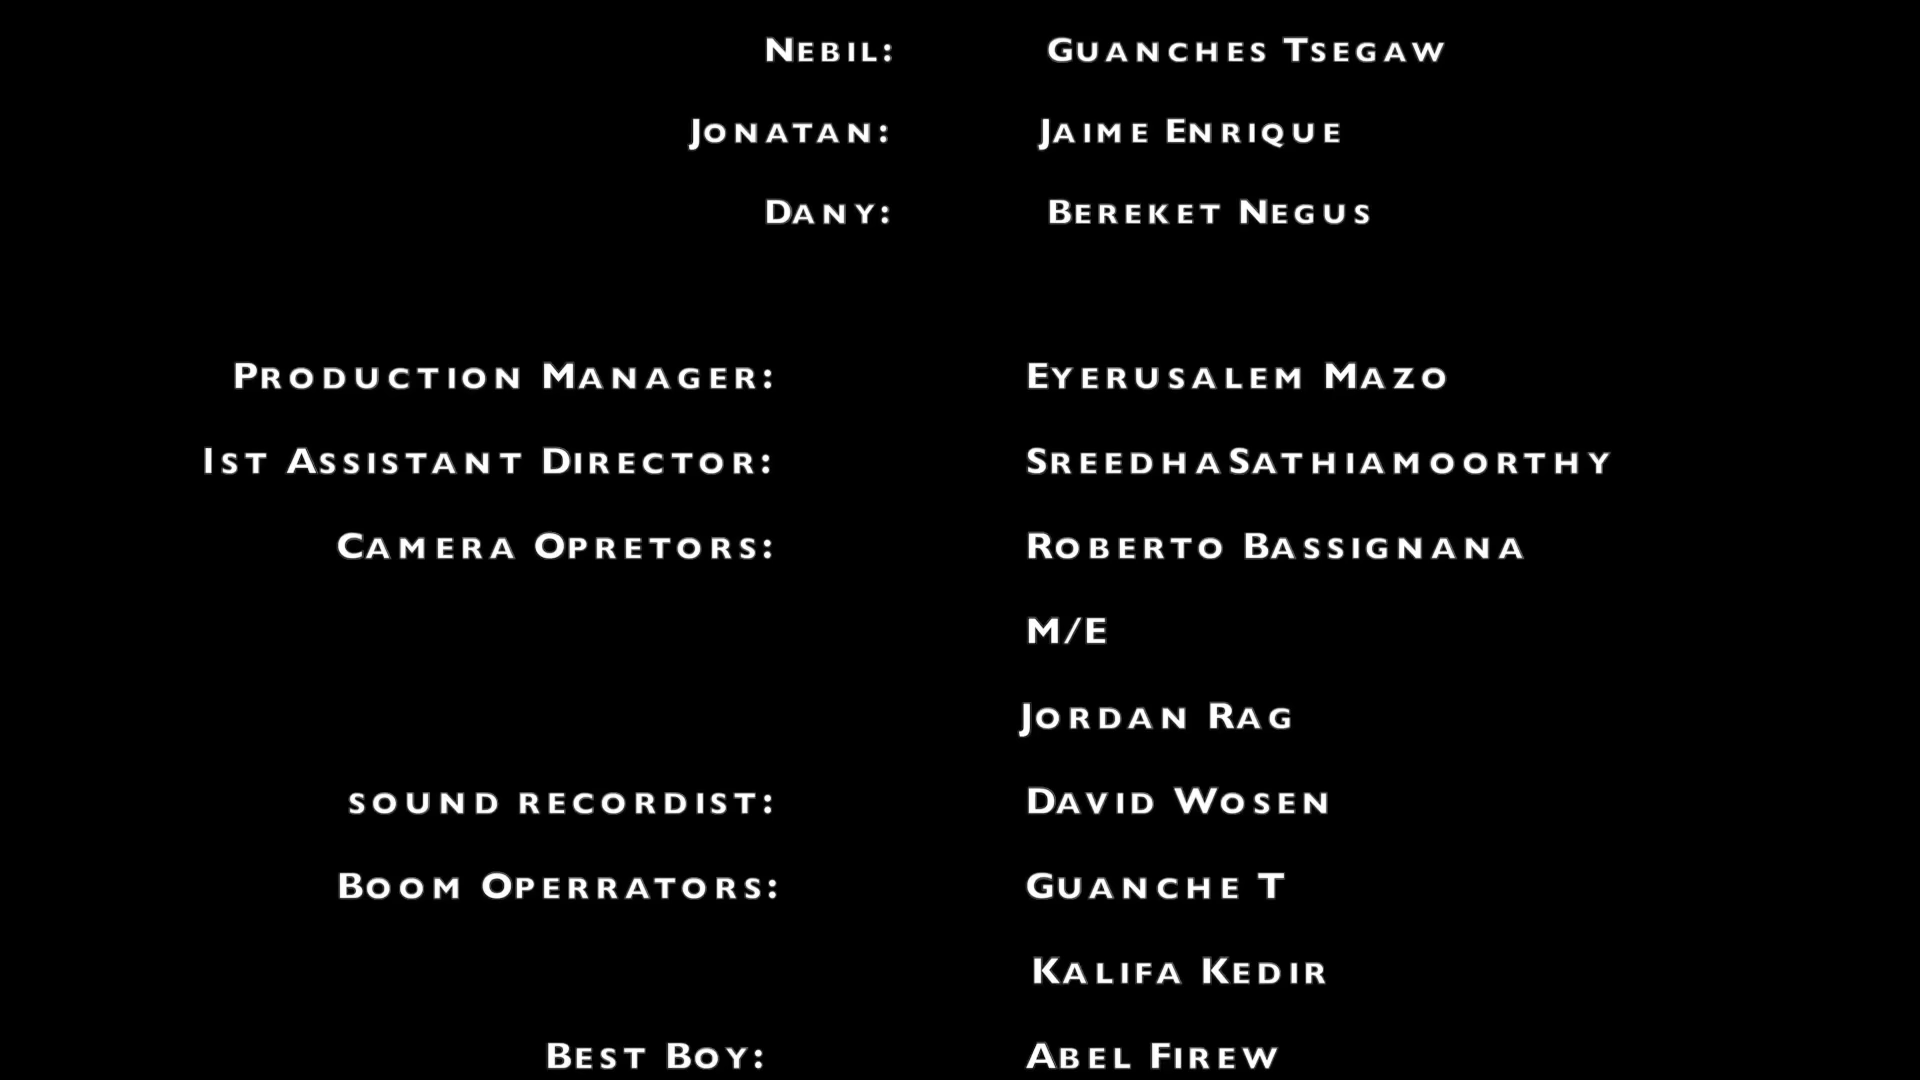 Nebil: Guanches Tsegaw
Jonatan: Jaime Enrique
Dany: Bereket Negus
Production Manager: Eyerusalem Mazo
1st Assistant Director: SreedhaSathiamoorthy
Camera Opretors: Roberto Bassignana
M/E
Jordan Rag
sound recordist: David Wosen
Boom Operrators: Guanche T
Kalifa Kedir
Best Boy: Abel Firew